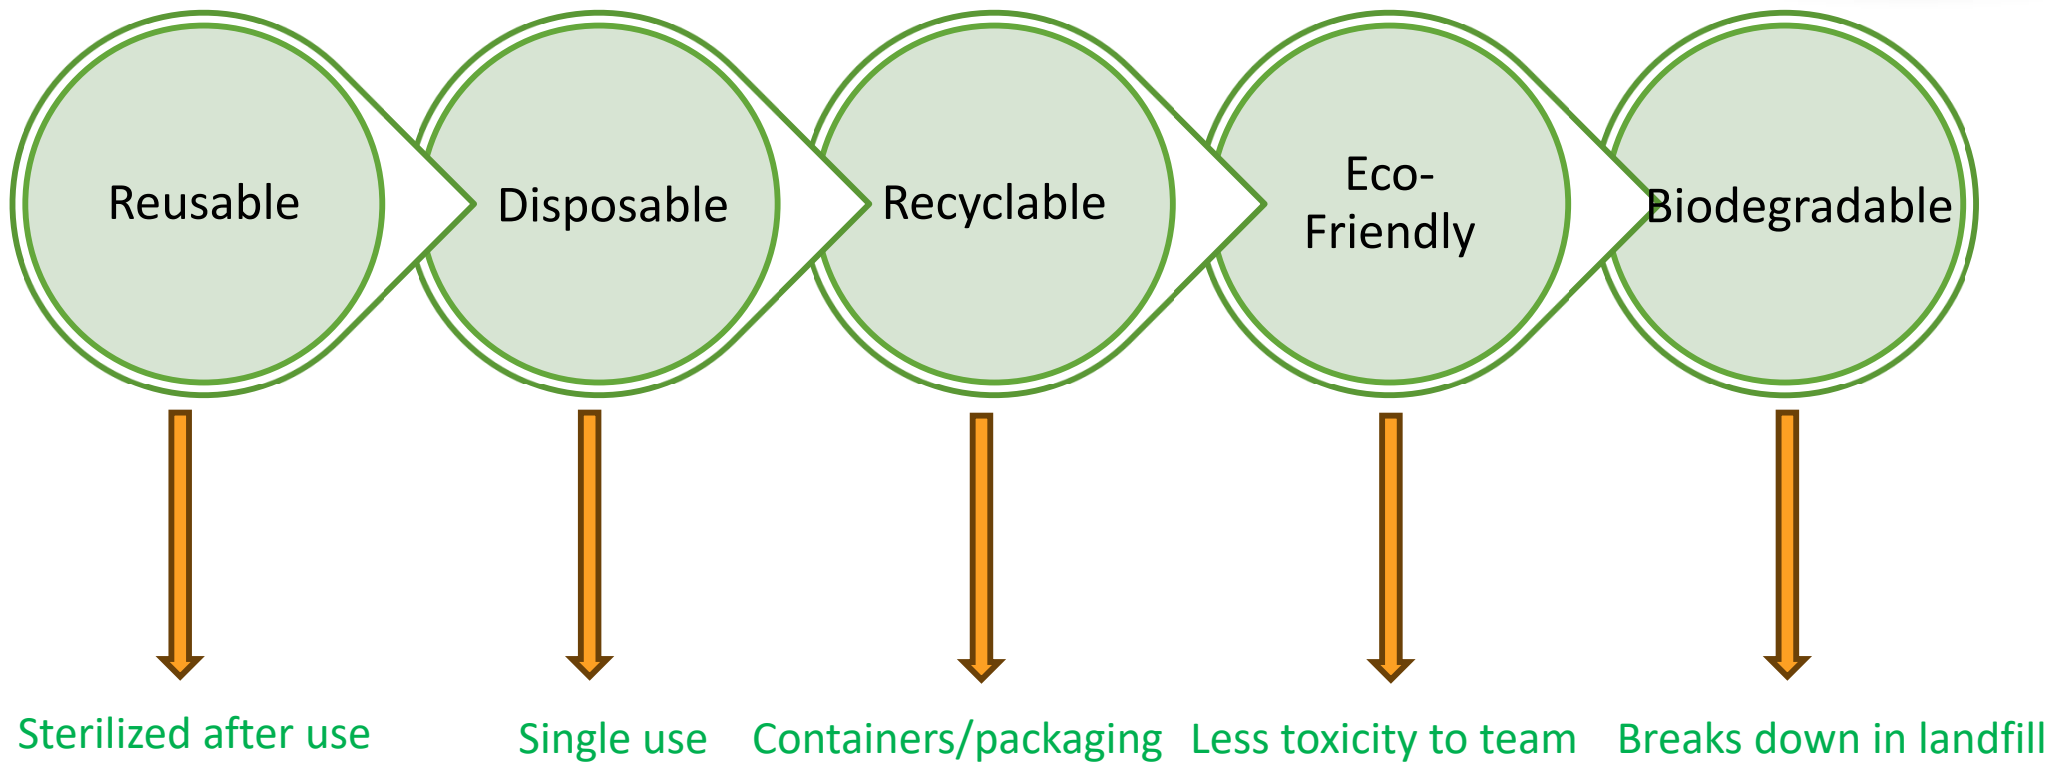 Reusable
Disposable
Recyclable
Eco-
Friendly
Biodegradable
Sterilized after use
Single use
Containers/packaging
Less toxicity to team
Breaks down in landfill